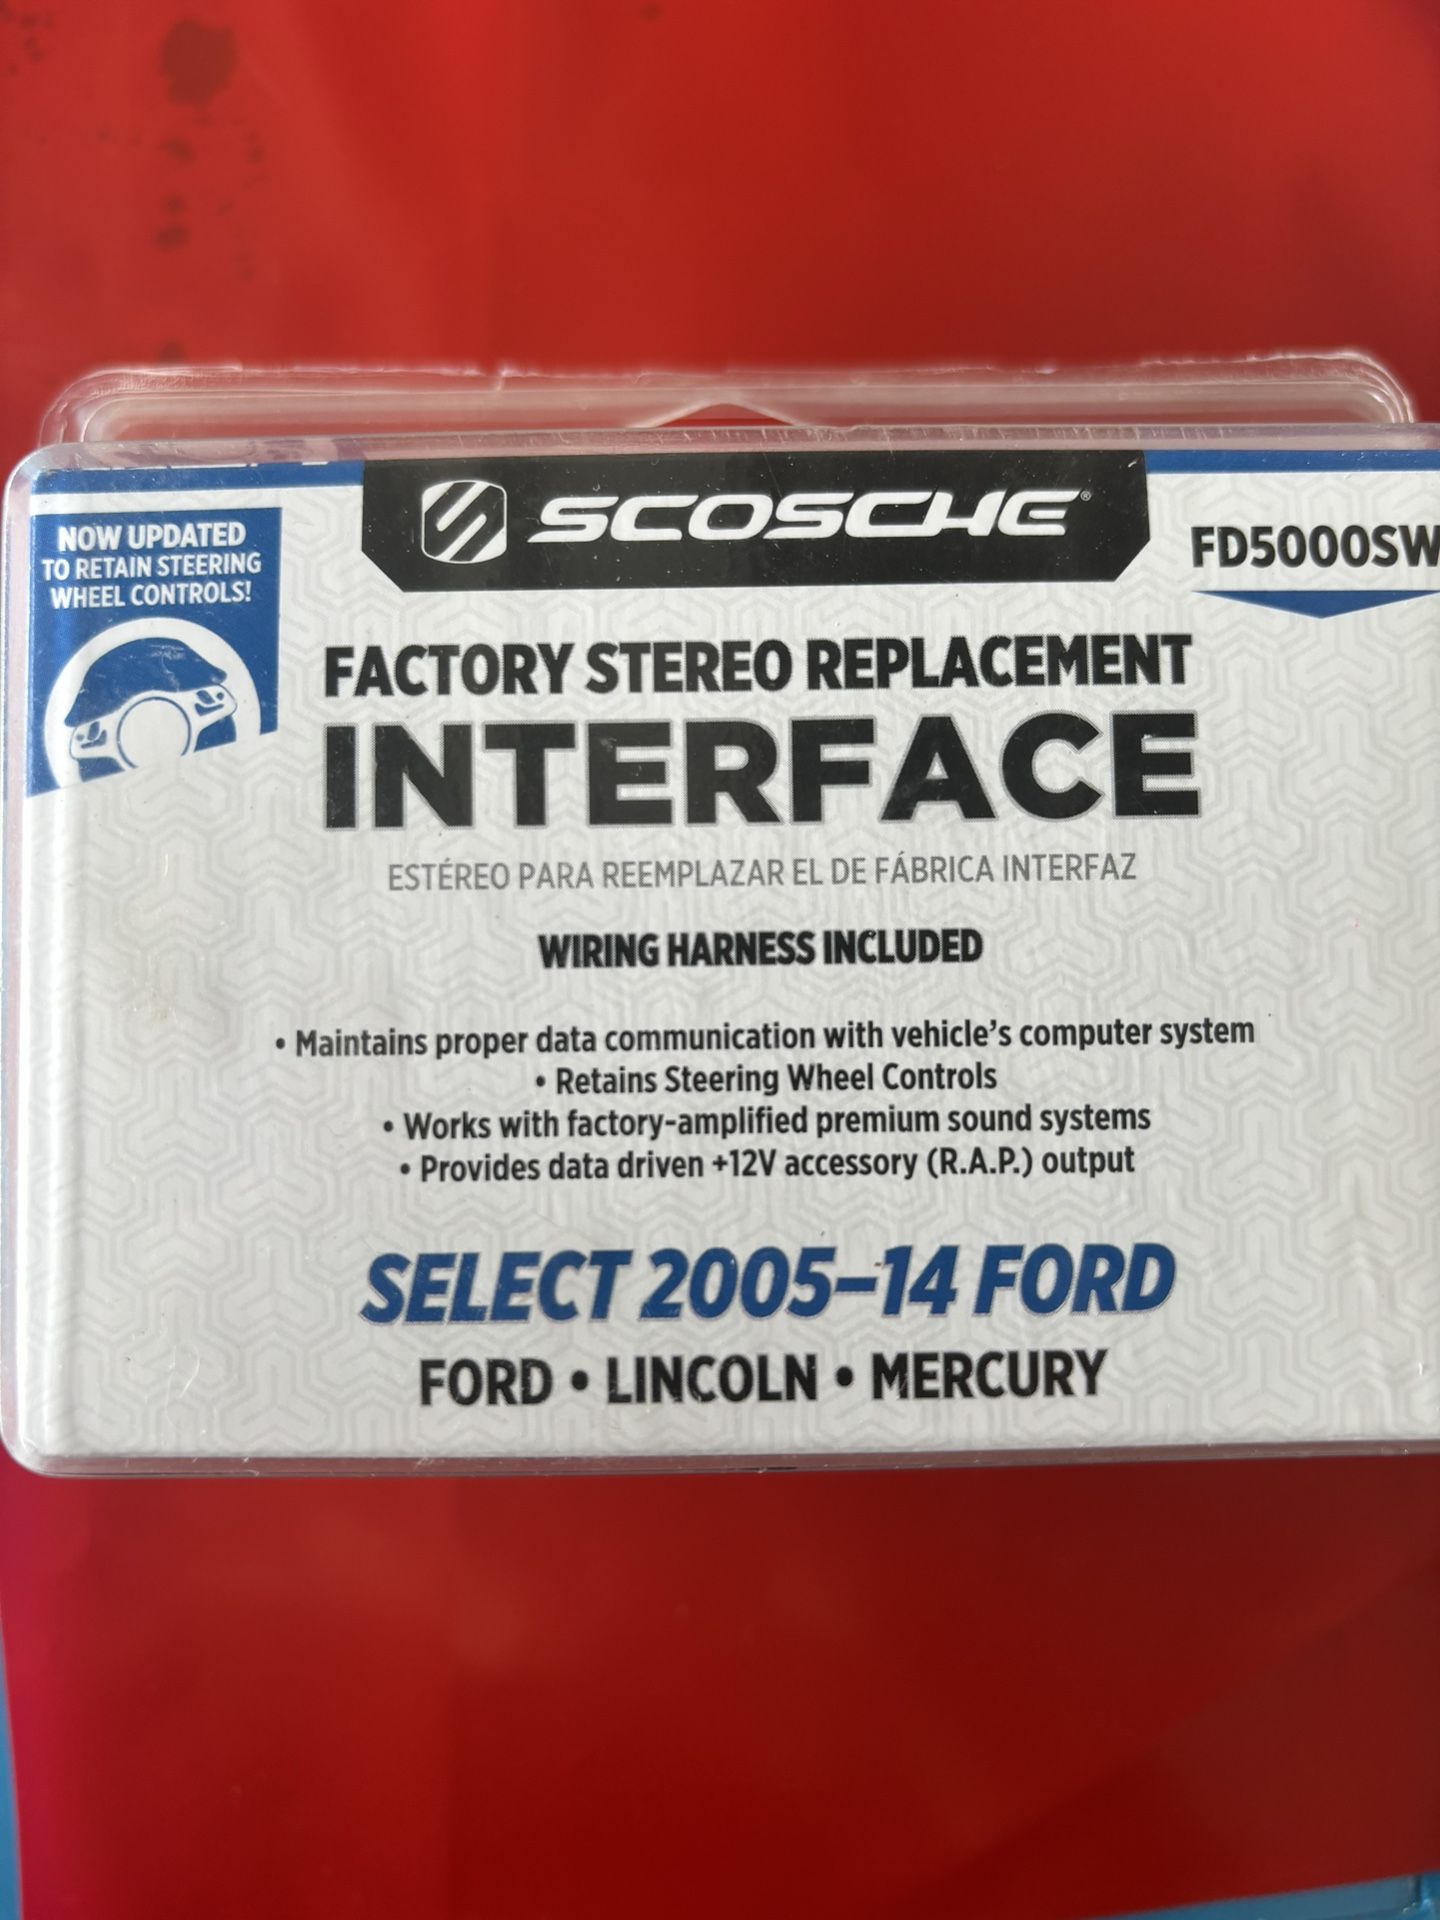 NOW UPDATED
TO RETAIN STEERING
WHEEL CONTROLS!
SCOSCHE®
FD5000SW
FACTORY STEREO REPLACEMENT
INTERFACE
ESTÉREO PARA REEMPLAZAR EL DE FÁBRICA INTERFAZ
WIRING HARNESS INCLUDED
• Maintains proper data communication with vehicle's computer system
• Retains Steering Wheel Controls
• Works with factory-amplified premium sound systems
• Provides data driven +12V accessory (R.A.P.) output
SELECT 2005–14 FORD
FORD • LINCOLN • MERCURY